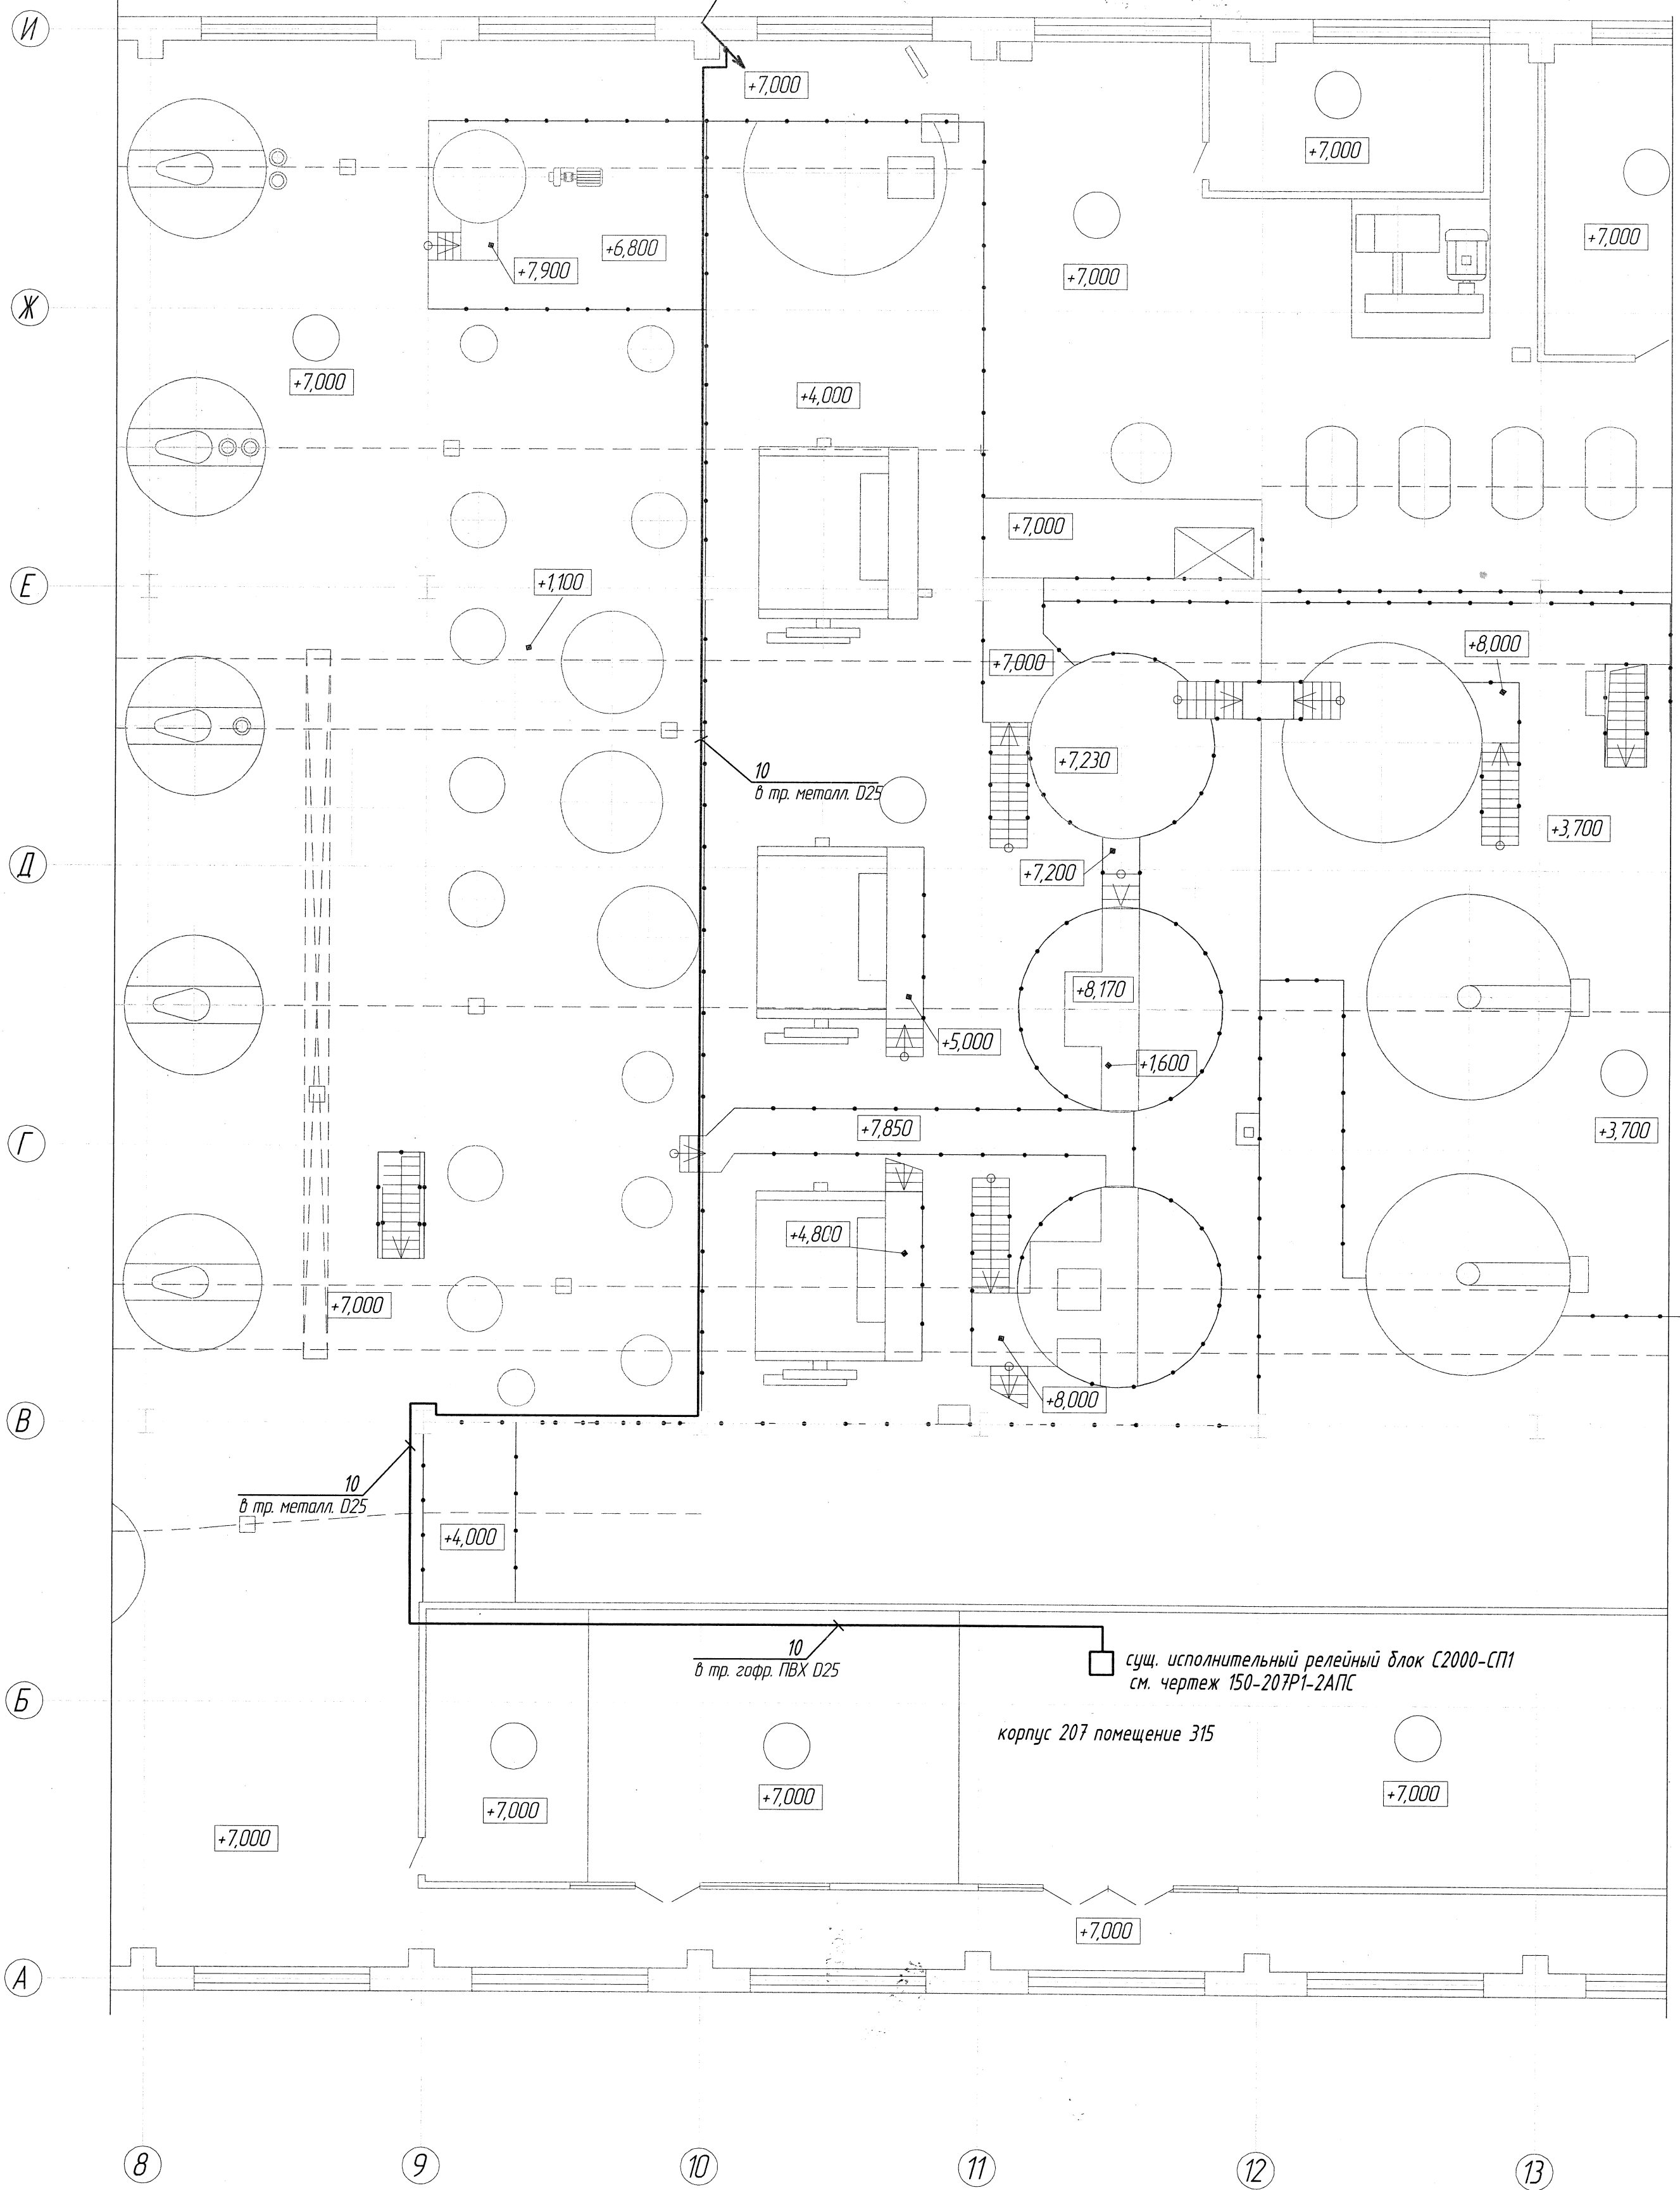 И
+7,000
+7,000
+7,000
+6,800
+7,900
+7,000
Ж
+7,000
+4,000
+7,000
Е
+1,100
+8,000
+7,000
+7,230
10
в тр. металл. D25
+3,700
Д
+7,200
+8,170
+5,000
+1,600
+7,850
+3,700
Г
+4,800
+7,000
+8,000
В
10
в тр. металл. D25
+4,000
10
в тр. гофр. ПВХ D25
сущ. исполнительный релейный блок С2000-СП1
см. чертеж 150-207Р1-2АПС
Б
корпус 207 помещение 315
+7,000
+7,000
+7,000
+7,000
+7,000
А
8
9
10
11
12
13